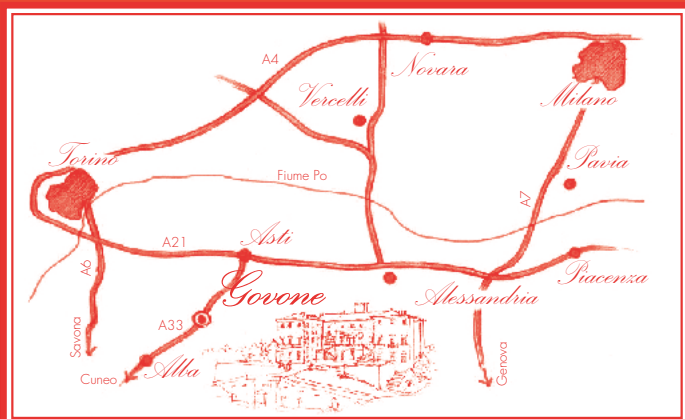 A4
Novara
Vercelli
Milano
Torino
Pavia
Fiume Po
A7
A21
Asti
A6
Piacenza
Govone
Alessandria
A33
Savona
Alba
Cuneo
Genova